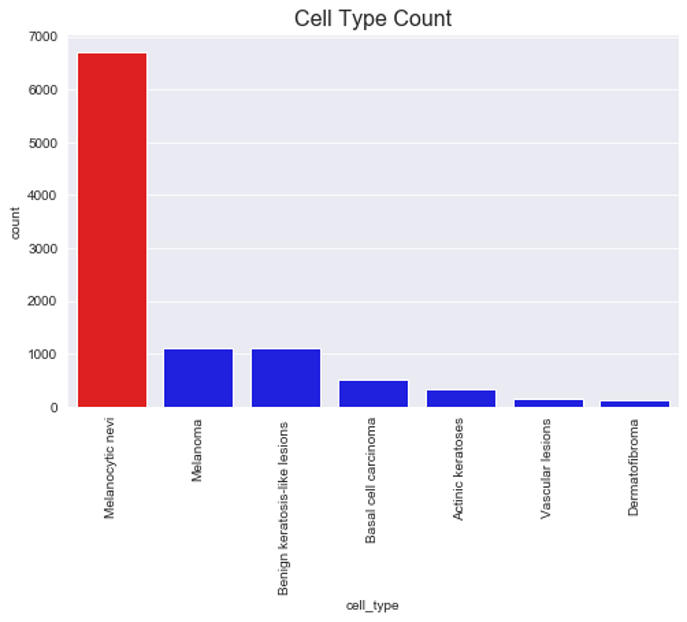 Cell Type Count
7000
6000
5000
4000
3000
2000
1000
0
count
Melanocytic nevi
Melanoma
Benign keratosis-like lesions
Basal cell carcinoma
Actinic keratoses
Vascular lesions
Dermatofibroma
cell_type